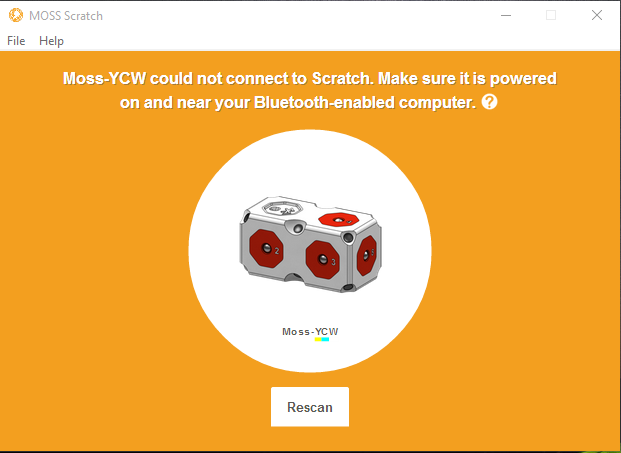 MOSS Scratch
File Help
Moss-YCW could not connect to Scratch. Make sure it is powered
on and near your Bluetooth-enabled computer. ?
2 3
Moss-YCW
Rescan